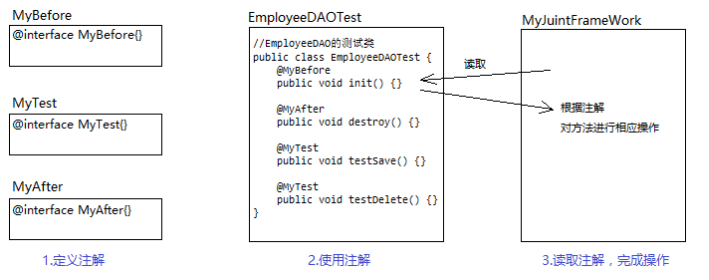 MyBefore
@interface MyBefore{}
MyTest
@interface MyTest{}
MyAfter
@interface MyAfter{}
1.定义注解
EmployeeDAOTest
//EmployeeDAO的测试类
public class EmployeeDAOTest {
@MyBefore
public void init() {}
@MyAfter
public void destroy() {}
@MyTest
public void testSave() {}
@MyTest
public void testDelete() {}
}
2.使用注解
读取
MyJuintFrameWork
根据注解
对方法进行相应操作
3.读取注解，完成操作